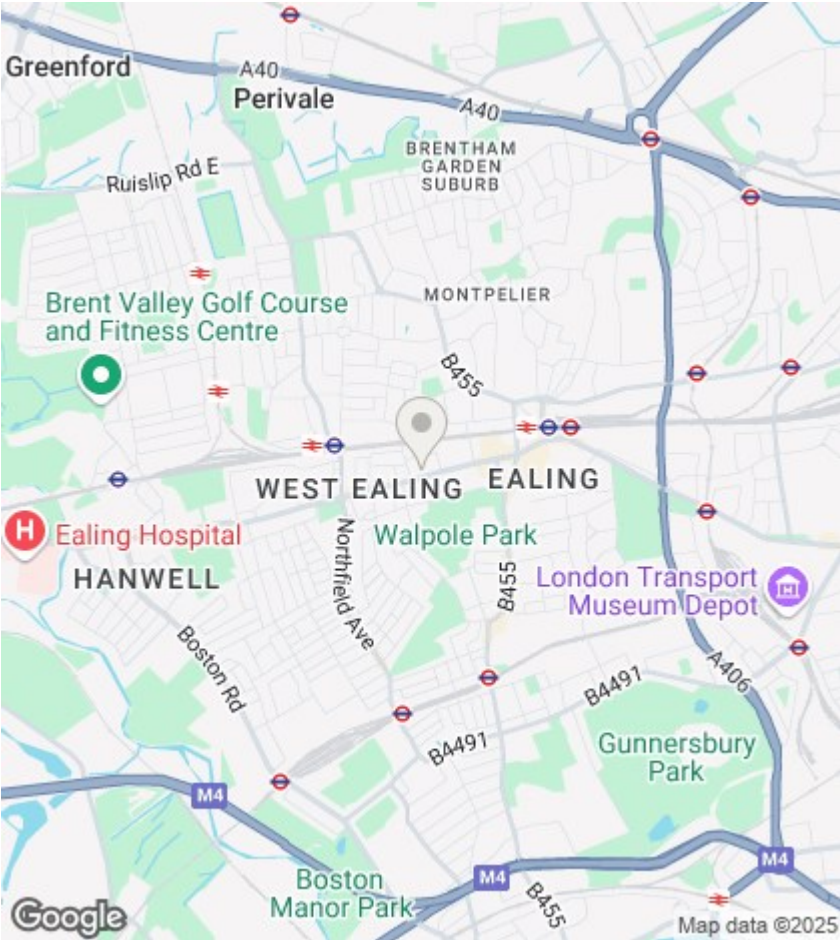 Greenford
A40
Perivale
A40
BRENTHAM
GARDEN
SUBURB
Ruislip Rd E
MONTPELIER
Brent Valley Golf Course
and Fitness Centre
B455
WEST EALING
EALING
H
Ealing Hospital
Walpole Park
HANWELL
Northfield Ave
B455
London Transport
Museum Depot
Boston Rd
A406
B4491
B4491
Gunnersbury
Park
M4
M4
M4
Boston
Manor Park
B455
Google
Map data ©2025